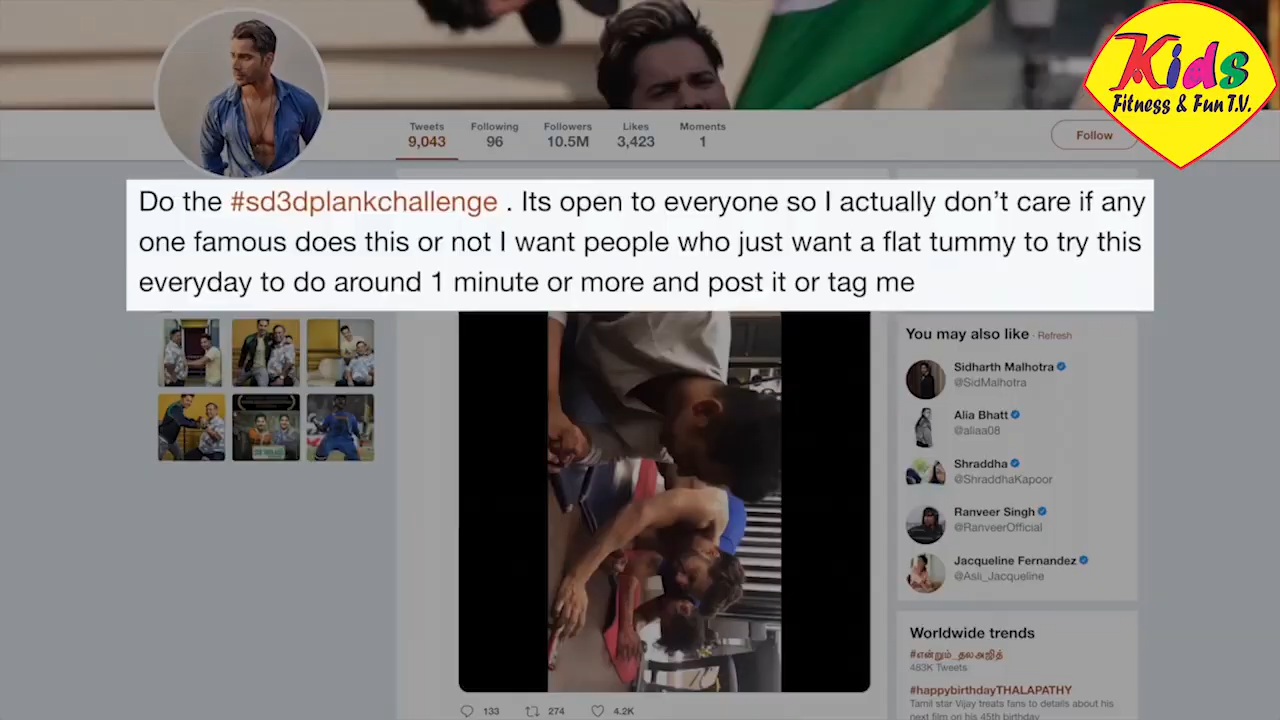 Kids
Fitness & Fun T.V.
Tweets
9,043
Following
96
Followers
10.5M
Likes
3,423
Moments
1
Follow
Do the #sd3dplankchallenge . Its open to everyone so I actually don’t care if any
one famous does this or not I want people who just want a flat tummy to try this
everyday to do around 1 minute or more and post it or tag me
You may also like · Refresh
Sidharth Malhotra
@SidMalhotra
Alia Bhatt
@aliaa08
Shraddha
@ShraddhaKapoor
Ranveer Singh
@RanveerOfficial
Jacqueline Fernandez
@Asli_Jacqueline
Worldwide trends
#என்றும்_தலஅஜித்
483K Tweets
#happybirthdayTHALAPATHY
Tamil star Vijay treats fans to details about his
next film on his 45th birthday
133
274
4.2K